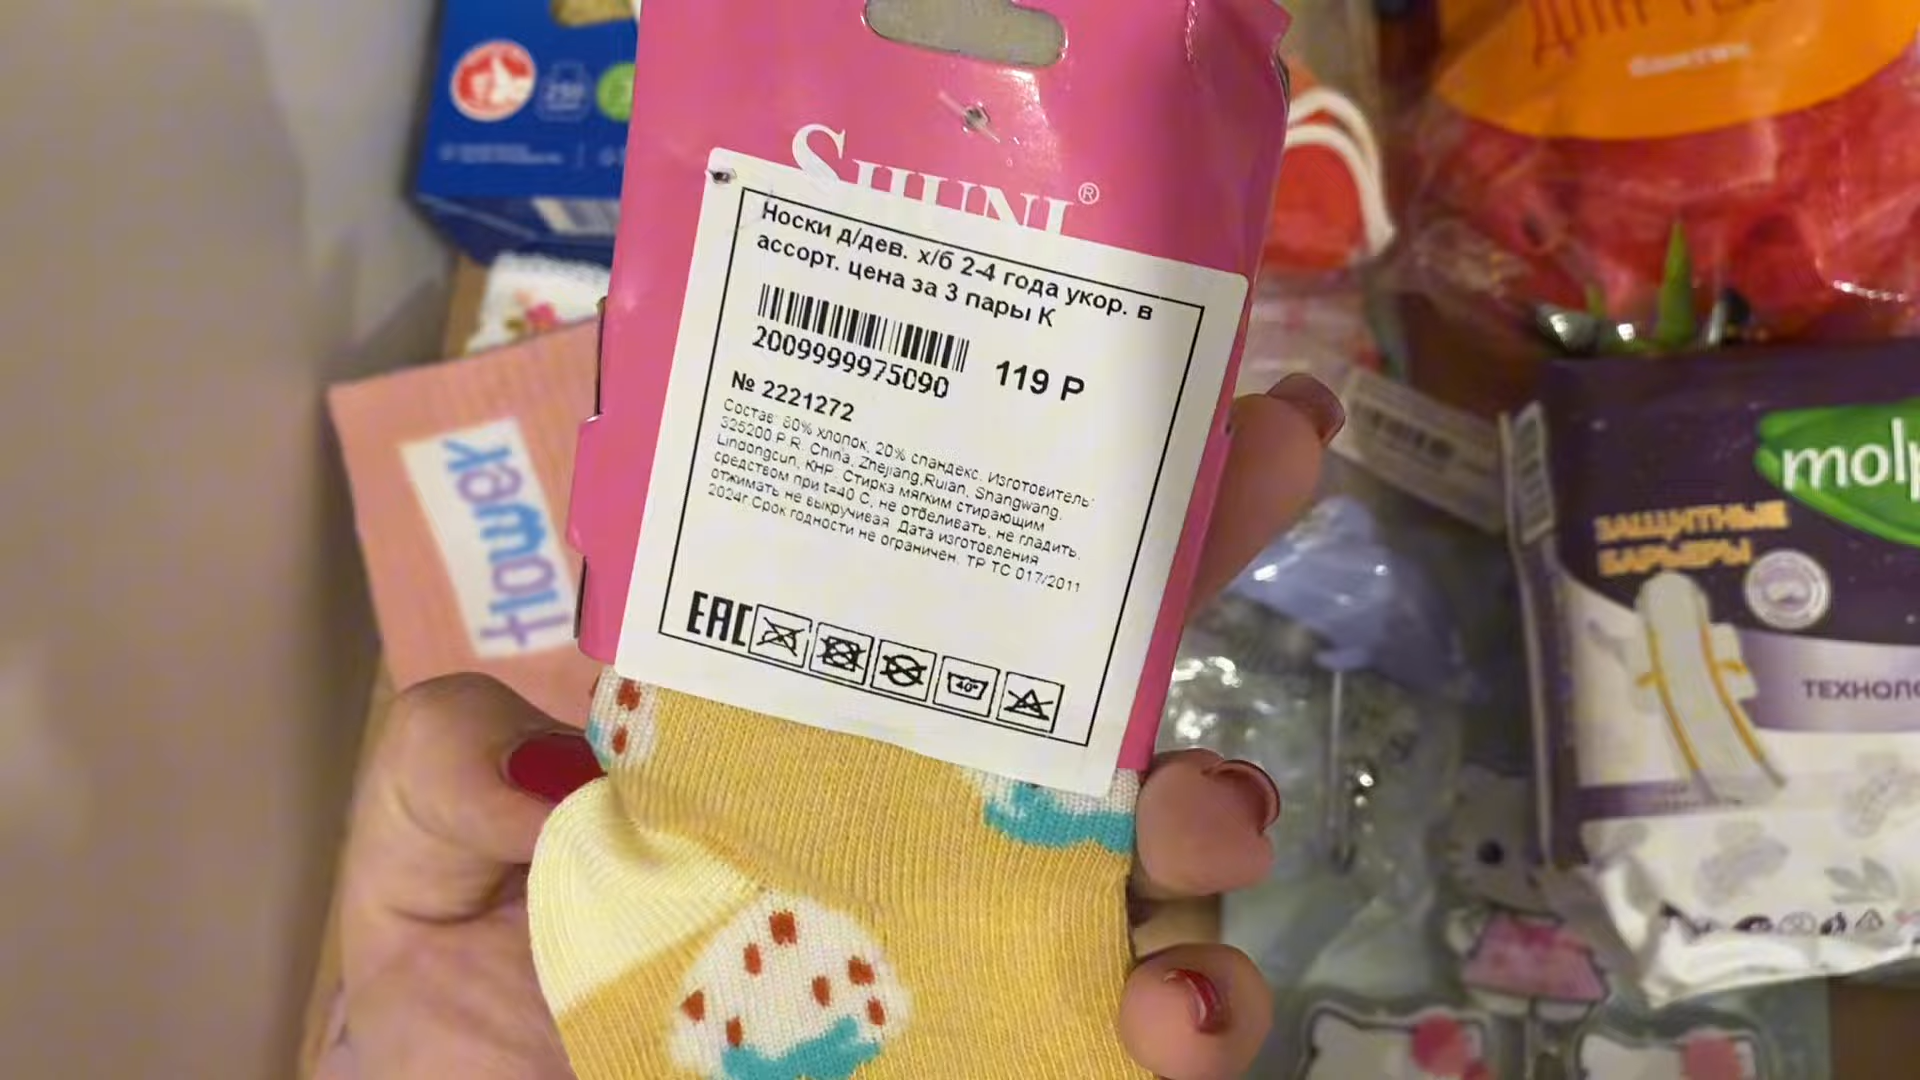 SHUNI®
Носки д/дев. х/б 2-4 года укор. в
ассорт. цена за 3 пары К
2009999975090
119 Р
№ 2221272
Состав: 80% хлопок, 20% спандекс. Изготовитель:
325200 P.R. China, Zhejiang,Ruian, Shangwang,
Lindongcun, КНР. Стирка мягким стирающим
средством при t=40 С, не отбеливать, не гладить,
отжимать не выкручивая. Дата изготовления
2024г.Срок годности не ограничен. ТР ТС 017/2011
EAC
40°
molp
ЗАЩИТНЫЕ
БАРЬЕРЫ
ТЕХНОЛО